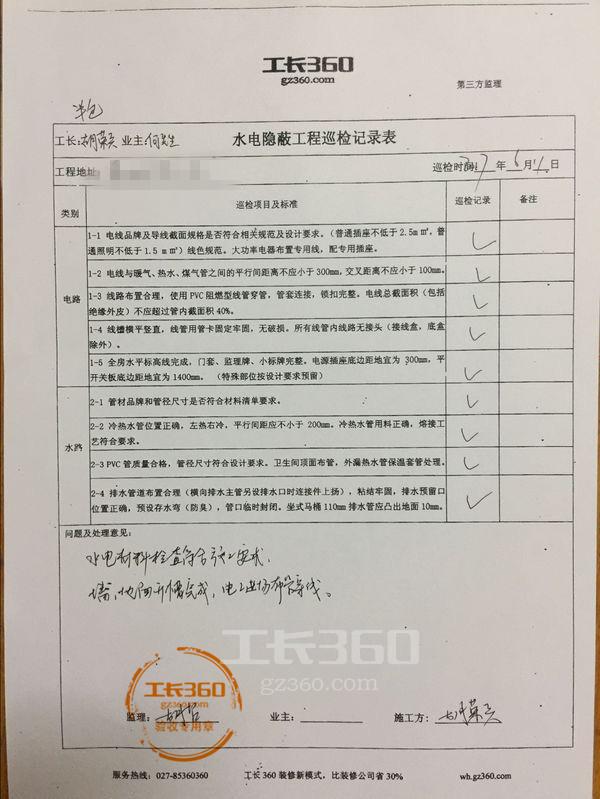 工长360
gz360.com
第三方监理
半包
工长: 胡荣兵 业主: 何先生 水电隐蔽工程巡检记录表
工程地址 巡检时间: 2017 年 6 月 日
类别 巡检项目及标准 巡检记录 备注
电路
1-1 电线品牌及导线截面规格是否符合相关规范及设计要求。(普通插座不低于 2.5m㎡,普
通照明不低于 1.5 m㎡)线色规范。大功率电器布置专用线,配专用插座。
1-2 电线与暖气、热水、煤气管之间的平行间距离不应小于300mm,交叉距离不应小于100mm。
1-3 线路布置合理,使用 PVC 阻燃型线管穿管,管套连接,锁扣完整。电线总截面积(包括
绝缘外皮)不应超过管内截面积 40%。
1-4 线槽横平竖直,线管用管卡固定牢固,无破损。所有线管内线路无接头(接线盒,底盒
除外)。
1-5 全房水平标高线完成,门套、监理牌、小标牌完整。电源插座底边距地宜为 300mm,平
开关板底边距地宜为 1400mm。 (特殊部位按设计要求预留)
水路
2-1 管材品牌和管径尺寸是否符合材料清单要求。
2-2 冷热水管位置正确,左热右冷,平行间距应不小于 200mm。冷热水管用料正确,熔接工
艺符合要求。
2-3 PVC 管质量合格,管径尺寸符合设计要求。卫生间顶面布管,外漏热水管保温套管处理。
2-4 排水管道布置合理(横向排水主管另设排水口时连接件上扬),粘结牢固,排水预留口
位置正确,预设存水弯(防臭),管口临时封闭。坐式马桶 110mm 排水管应凸出地面 10mm。
问题及处理意见:
水电材料检查符合施工要求,
墙,地面开槽完成,电工进场布管穿线。
工长360
gz360.com
工长360
验收专用章
监理: 业主: 施工方: 胡荣兵
服务热线: 027-85360360 工长 360 装修新模式,比装修公司省 30% wh.gz360.com